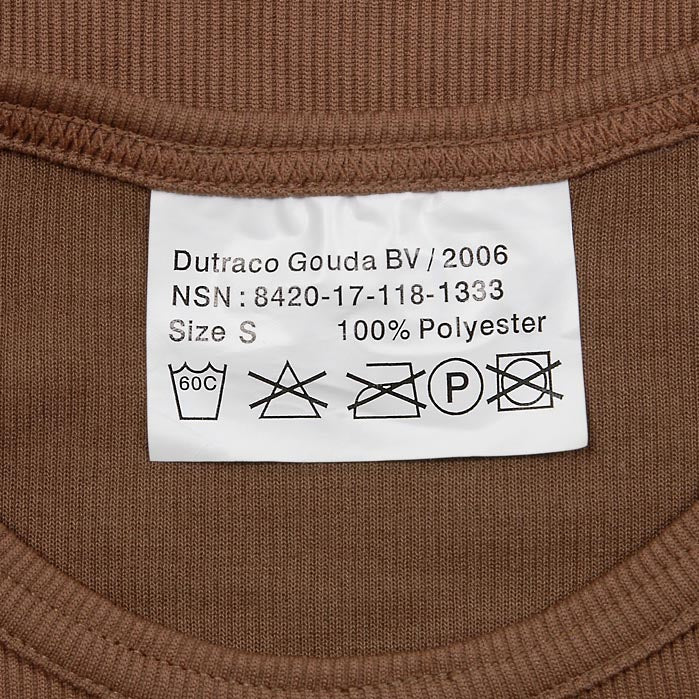 Dutraco Gouda BV / 2006
NSN : 8420-17-118-1333
Size S 100% Polyester
60C P